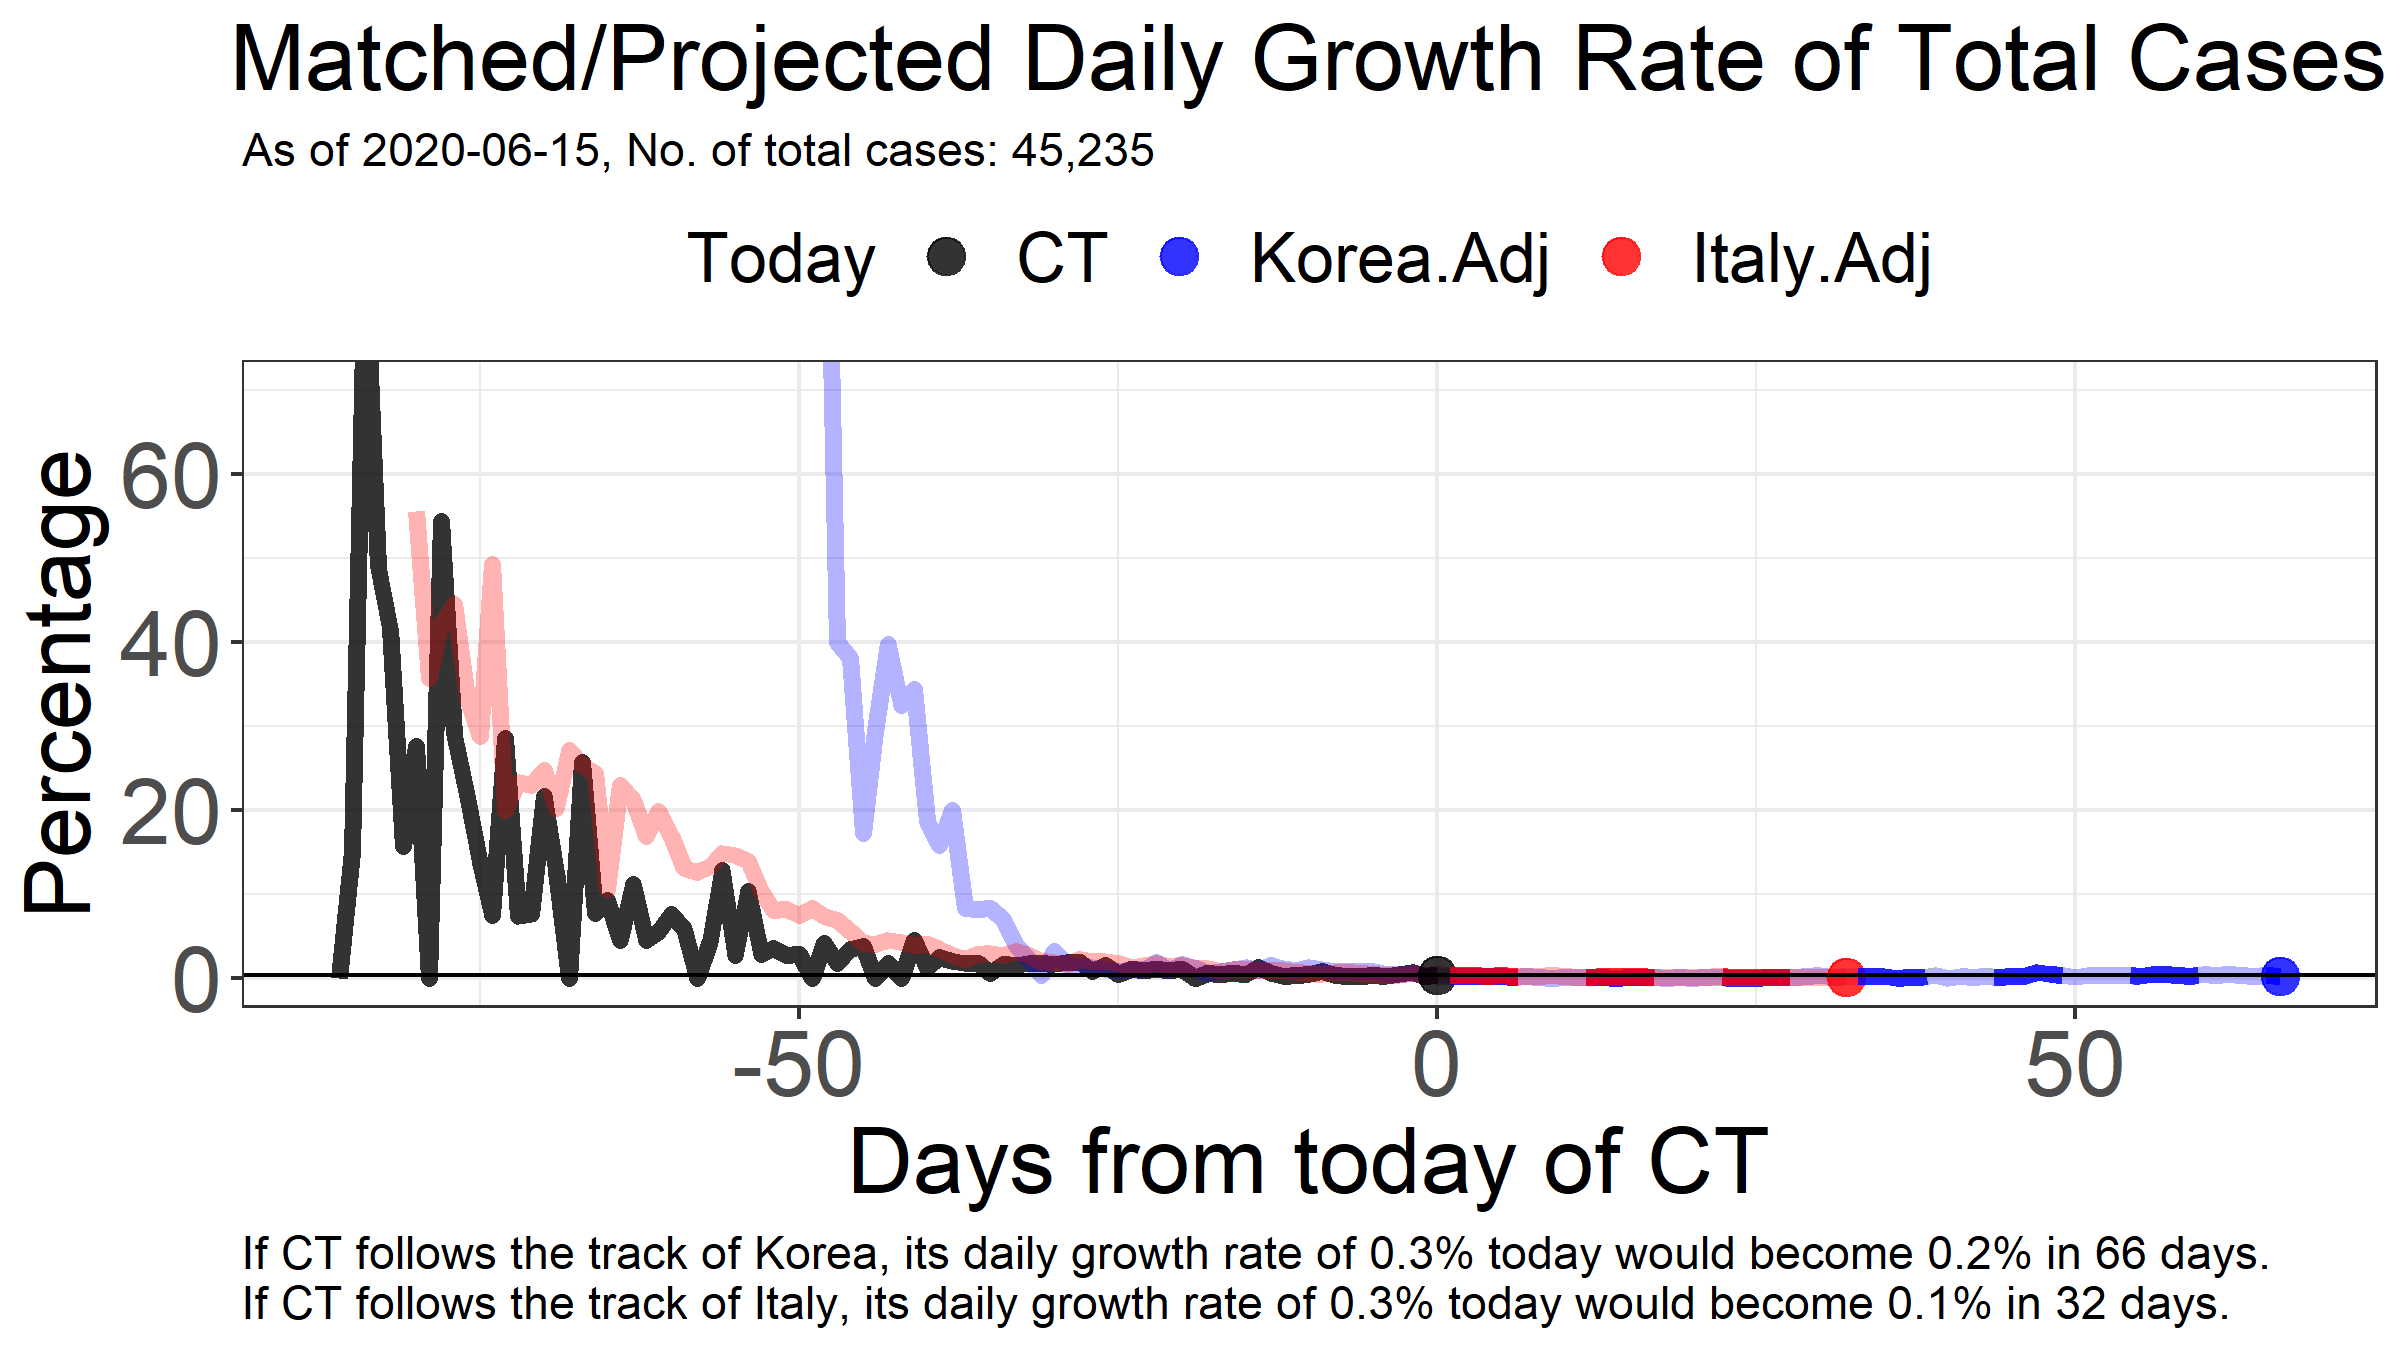 Matched/Projected Daily Growth Rate of Total Cases
As of 2020-06-15, No. of total cases: 45,235
Today CT Korea.Adj Italy.Adj
Percentage
60
40
20
0
-50 0 50
Days from today of CT
If CT follows the track of Korea, its daily growth rate of 0.3% today would become 0.2% in 66 days.
If CT follows the track of Italy, its daily growth rate of 0.3% today would become 0.1% in 32 days.